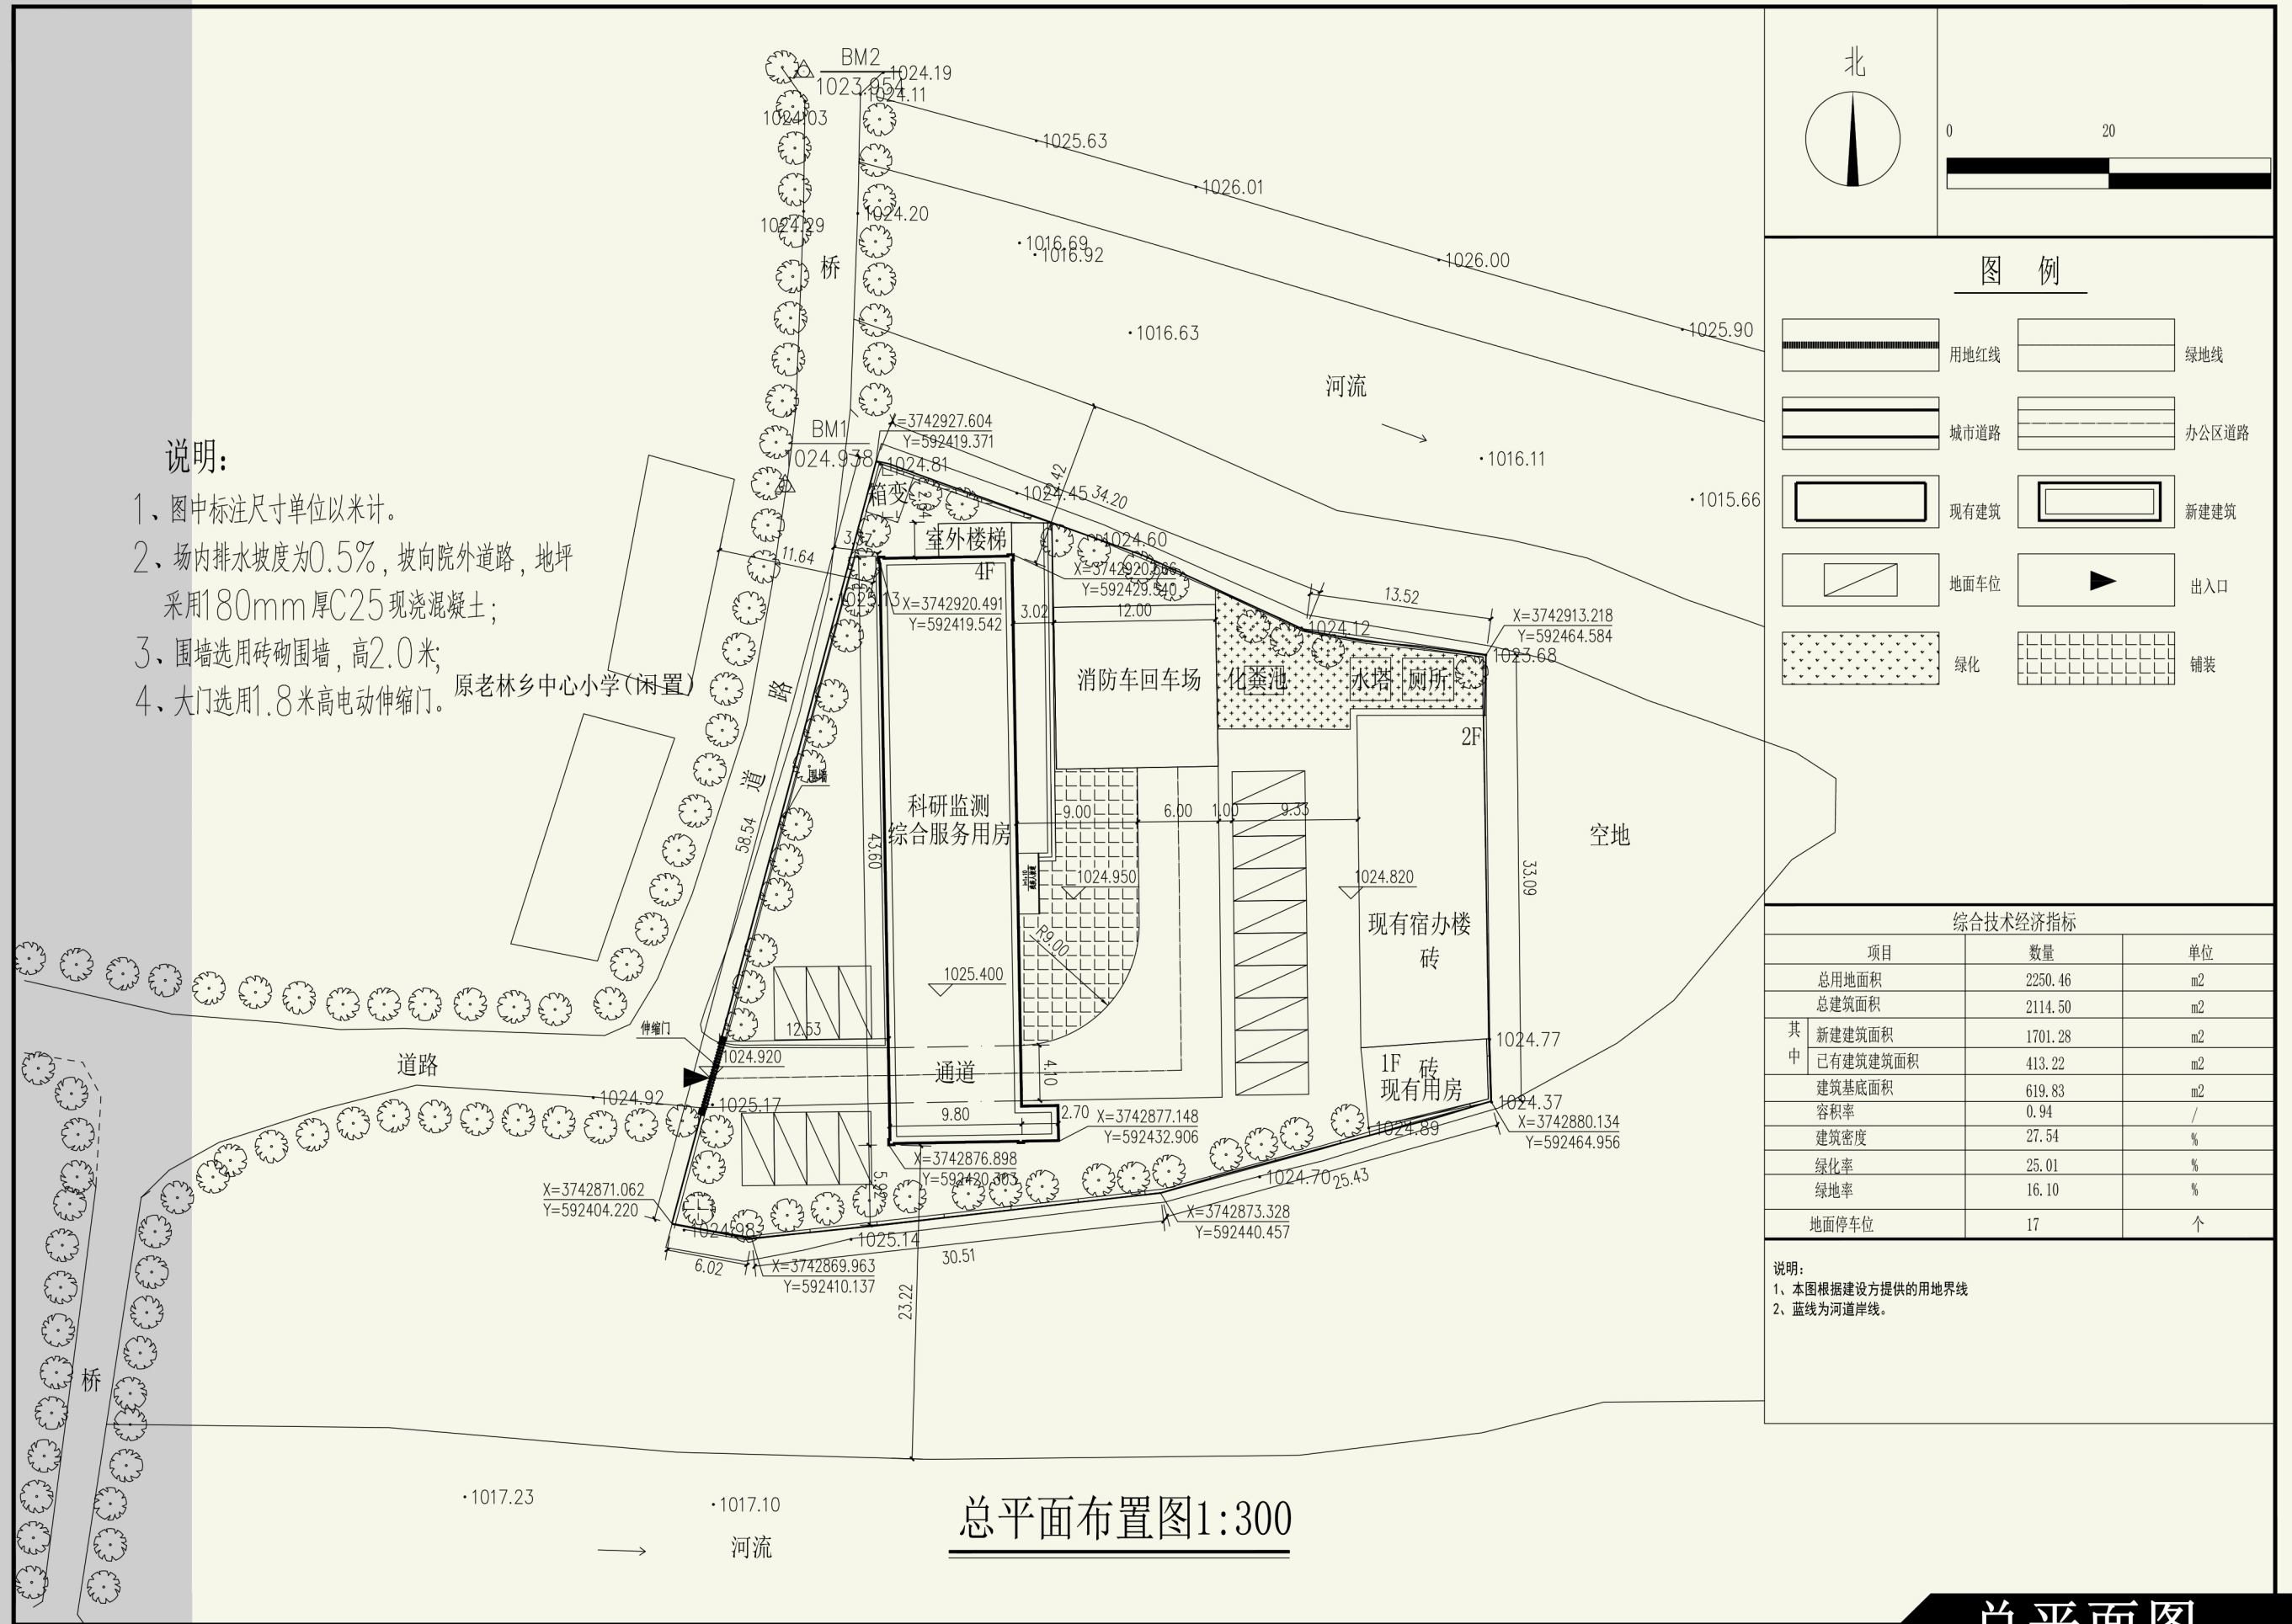 BM2
1023.954
1024.19
1024.11
1024.03
1025.63
1026.01
1024.29
1024.20
桥
1016.69
1016.92
1026.00
1016.63
1025.90
河流
1016.11
1015.66
BM1
1024.938
X=3742927.604
Y=592419.371
1024.81
箱变
1024.45
34.20
室外楼梯
1024.60
11.64
4F
X=3742920.666
Y=592429.540
X=3742920.491
Y=592419.542
3.02
12.00
13.52
1024.12
X=3742913.218
Y=592464.584
1023.68
说明:
1、图中标注尺寸单位以米计。
2、场内排水坡度为0.5%,坡向院外道路,地坪
采用180mm厚C25现浇混凝土;
3、围墙选用砖砌围墙,高2.0米;
4、大门选用1.8米高电动伸缩门。
原老林乡中心小学(闲置)
路
道
消防车回车场
化粪池
水塔
厕所
2F
围墙
58.54
43.60
科研监测
综合服务用房
9.00
6.00
1.00
9.33
空地
33.09
1024.950
1024.820
现有宿办楼
砖
R9.00
1025.400
12.53
伸缩门
1024.920
道路
通道
4.10
1F 砖
现有用房
1024.77
1024.92
1025.17
9.80
2.70
X=3742877.148
Y=592432.906
1024.37
X=3742880.134
Y=592464.956
1024.89
X=3742876.898
Y=592420.303
1024.70
25.43
X=3742871.062
Y=592404.220
1024.98
1025.14
X=3742873.328
Y=592440.457
6.02
X=3742869.963
Y=592410.137
30.51
23.22
桥
1017.23
1017.10
河流
总平面布置图1:300
北
0
20
图 例
用地红线
绿地线
城市道路
办公区道路
现有建筑
新建建筑
地面车位
出入口
绿化
铺装
综合技术经济指标
项目 数量 单位
总用地面积 2250.46 m2
总建筑面积 2114.50 m2
其中
新建建筑面积 1701.28 m2
已有建筑建筑面积 413.22 m2
建筑基底面积 619.83 m2
容积率 0.94 /
建筑密度 27.54 %
绿化率 25.01 %
绿地率 16.10 %
地面停车位 17 个
说明:
1、本图根据建设方提供的用地界线
2、蓝线为河道岸线。
总平面图